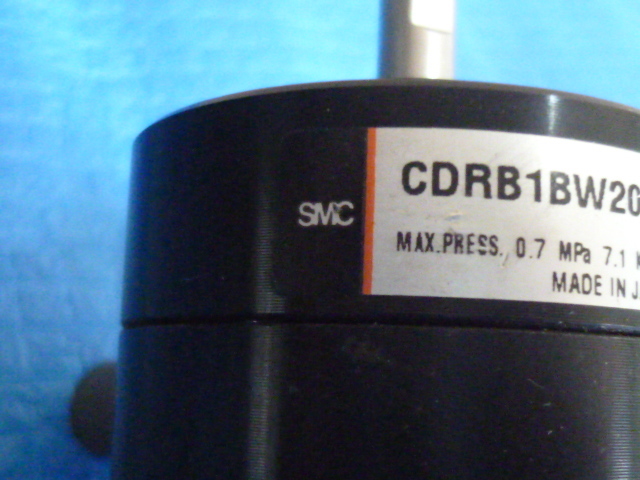 SMC
CDRB1BW20
MAX.PRESS. 0.7 MPa 7.1 K
MADE IN J